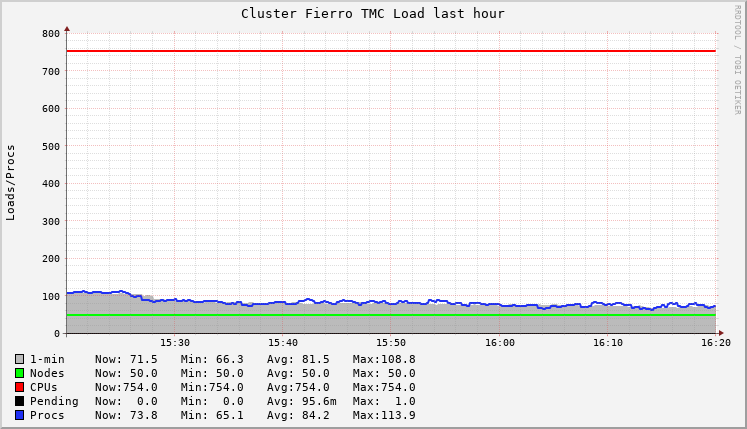 Cluster Fierro TMC Load last hour
RRDTOOL / TOBI OETIKER
Loads/Procs
800
700
600
500
400
300
200
100
0
15:30 15:40 15:50 16:00 16:10 16:20
1-min Now: 71.5 Min: 66.3 Avg: 81.5 Max:108.8
Nodes Now: 50.0 Min: 50.0 Avg: 50.0 Max: 50.0
CPUs Now:754.0 Min:754.0 Avg:754.0 Max:754.0
Pending Now: 0.0 Min: 0.0 Avg: 95.6m Max: 1.0
Procs Now: 73.8 Min: 65.1 Avg: 84.2 Max:113.9